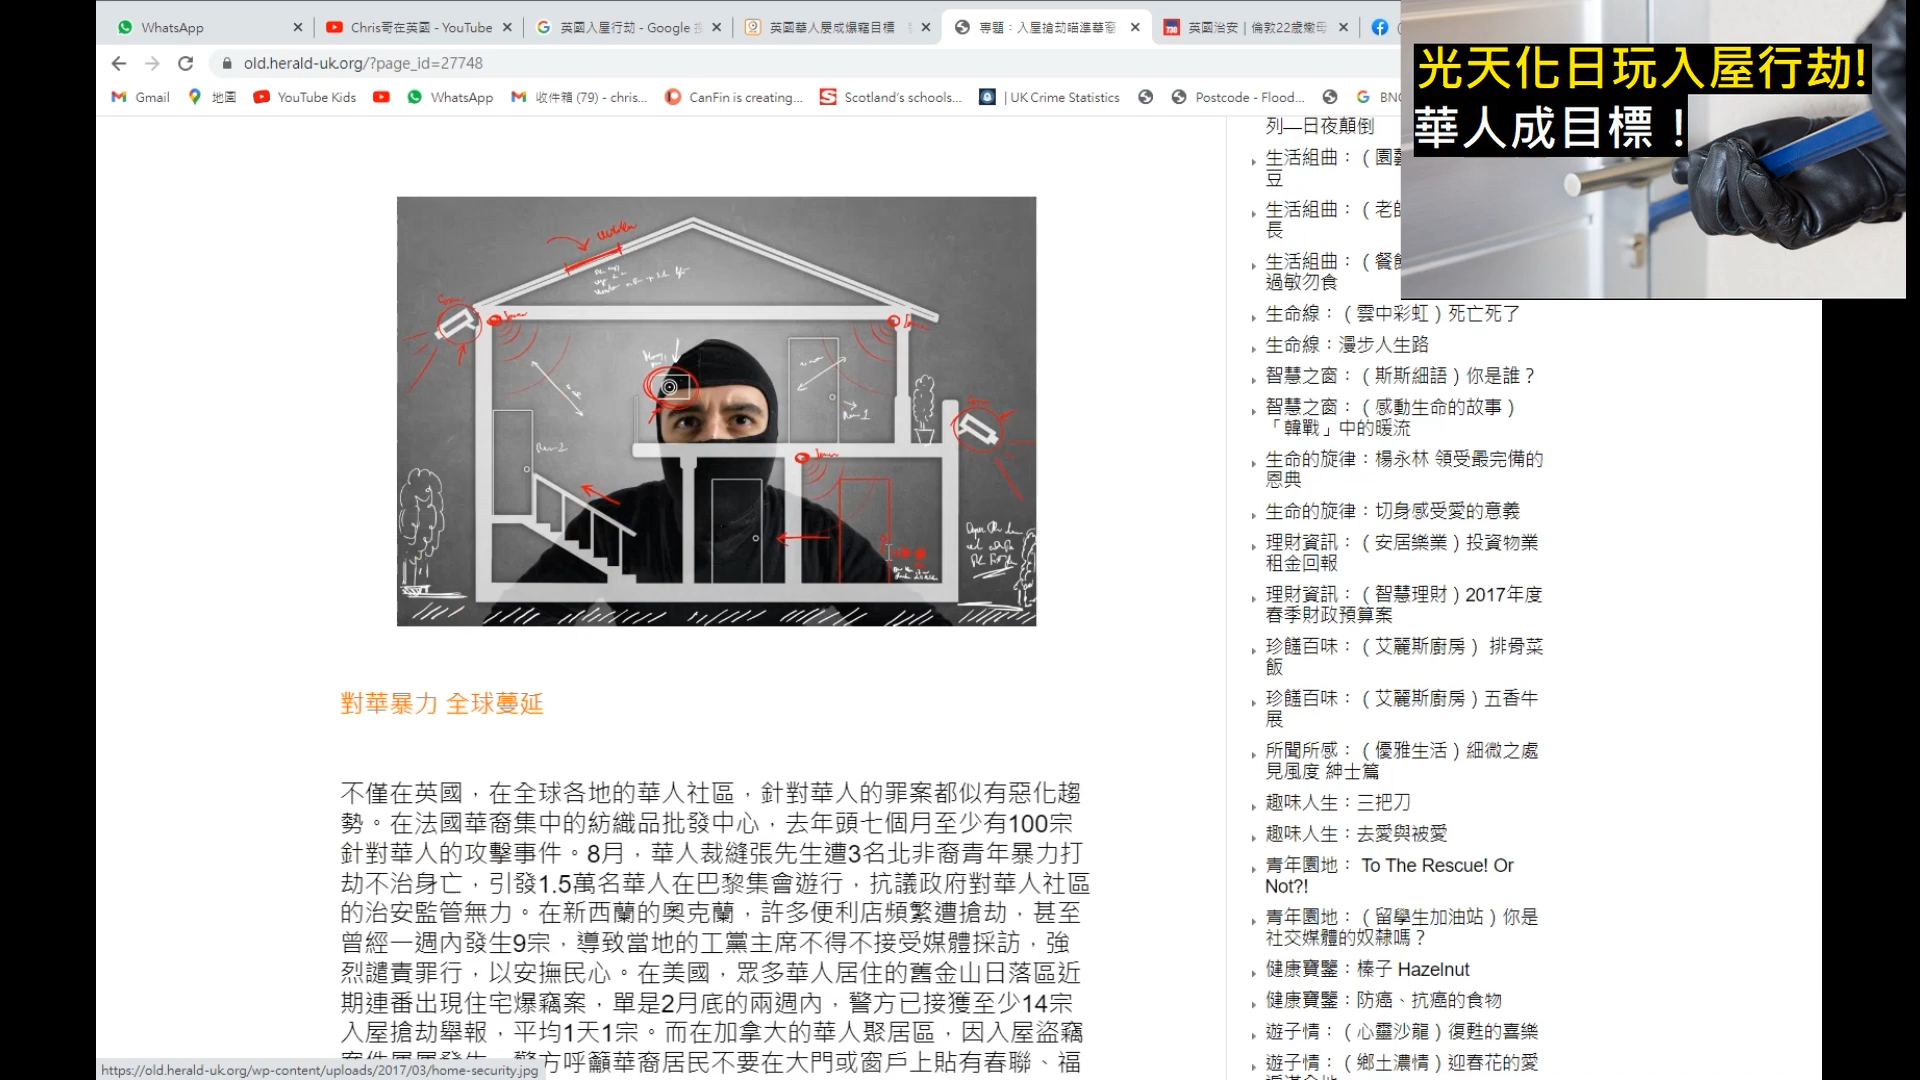 WhatsApp
Chris哥在英國 - YouTube
英國入屋行劫 - Google 搜
英國華人屢成爆竊目標
專題：入屋搶劫瞄準華裔
英國治安｜倫敦22歲嫩母
old.herald-uk.org/?page_id=27748
Gmail
地圖
YouTube Kids
WhatsApp
收件箱 (79) - chris...
CanFin is creating...
Scotland's schools...
| UK Crime Statistics
Postcode - Flood...
BNO
光天化日玩入屋行劫!
華人成目標！
對華暴力 全球蔓延
不僅在英國，在全球各地的華人社區，針對華人的罪案都似有惡化趨
勢。在法國華裔集中的紡織品批發中心，去年頭七個月至少有100宗
針對華人的攻擊事件。8月，華人裁縫張先生遭3名北非裔青年暴力打
劫不治身亡，引發1.5萬名華人在巴黎集會遊行，抗議政府對華人社區
的治安監管無力。在新西蘭的奧克蘭，許多便利店頻繁遭搶劫，甚至
曾經一週內發生9宗，導致當地的工黨主席不得不接受媒體採訪，強
烈譴責罪行，以安撫民心。在美國，眾多華人居住的舊金山日落區近
期連番出現住宅爆竊案，單是2月底的兩週內，警方已接獲至少14宗
入屋搶劫舉報，平均1天1宗。而在加拿大的華人聚居區，因入屋盜竊
案件屢屢發生，警方呼籲華裔居民不要在大門或窗戶上貼有春聯、福
列—日夜顛倒
生活組曲：（園藝
豆
生活組曲：（老師
長
生活組曲：（餐飲
過敏勿食
生命線：（雲中彩虹）死亡死了
生命線：漫步人生路
智慧之窗：（斯斯細語）你是誰？
智慧之窗：（感動生命的故事）
「韓戰」中的暖流
生命的旋律：楊永林 領受最完備的
恩典
生命的旋律：切身感受愛的意義
理財資訊：（安居樂業）投資物業
租金回報
理財資訊：（智慧理財）2017年度
春季財政預算案
珍饈百味：（艾麗斯廚房） 排骨菜
飯
珍饈百味：（艾麗斯廚房）五香牛
展
所聞所感：（優雅生活）細微之處
見風度 紳士篇
趣味人生：三把刀
趣味人生：去愛與被愛
青年園地： To The Rescue! Or
Not?!
青年園地：（留學生加油站）你是
社交媒體的奴隸嗎？
健康寶鑒：榛子 Hazelnut
健康寶鑒：防癌、抗癌的食物
遊子情：（心靈沙龍）復甦的喜樂
遊子情：（鄉土濃情）迎春花的愛
https://old.herald-uk.org/wp-content/uploads/2017/03/home-security.jpg